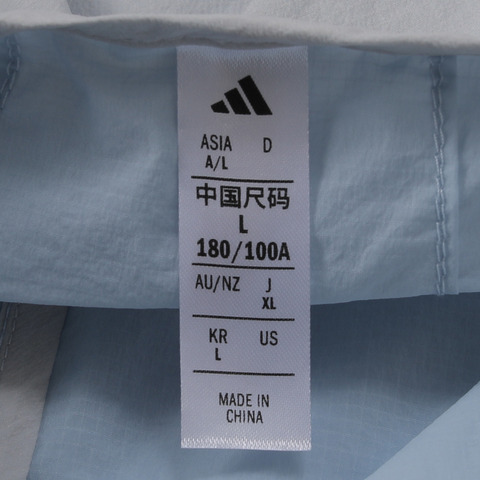 ASIA D
A/L
中国尺码
L
180/100A
AU/NZ J
XL
KR US
L
MADE IN
CHINA